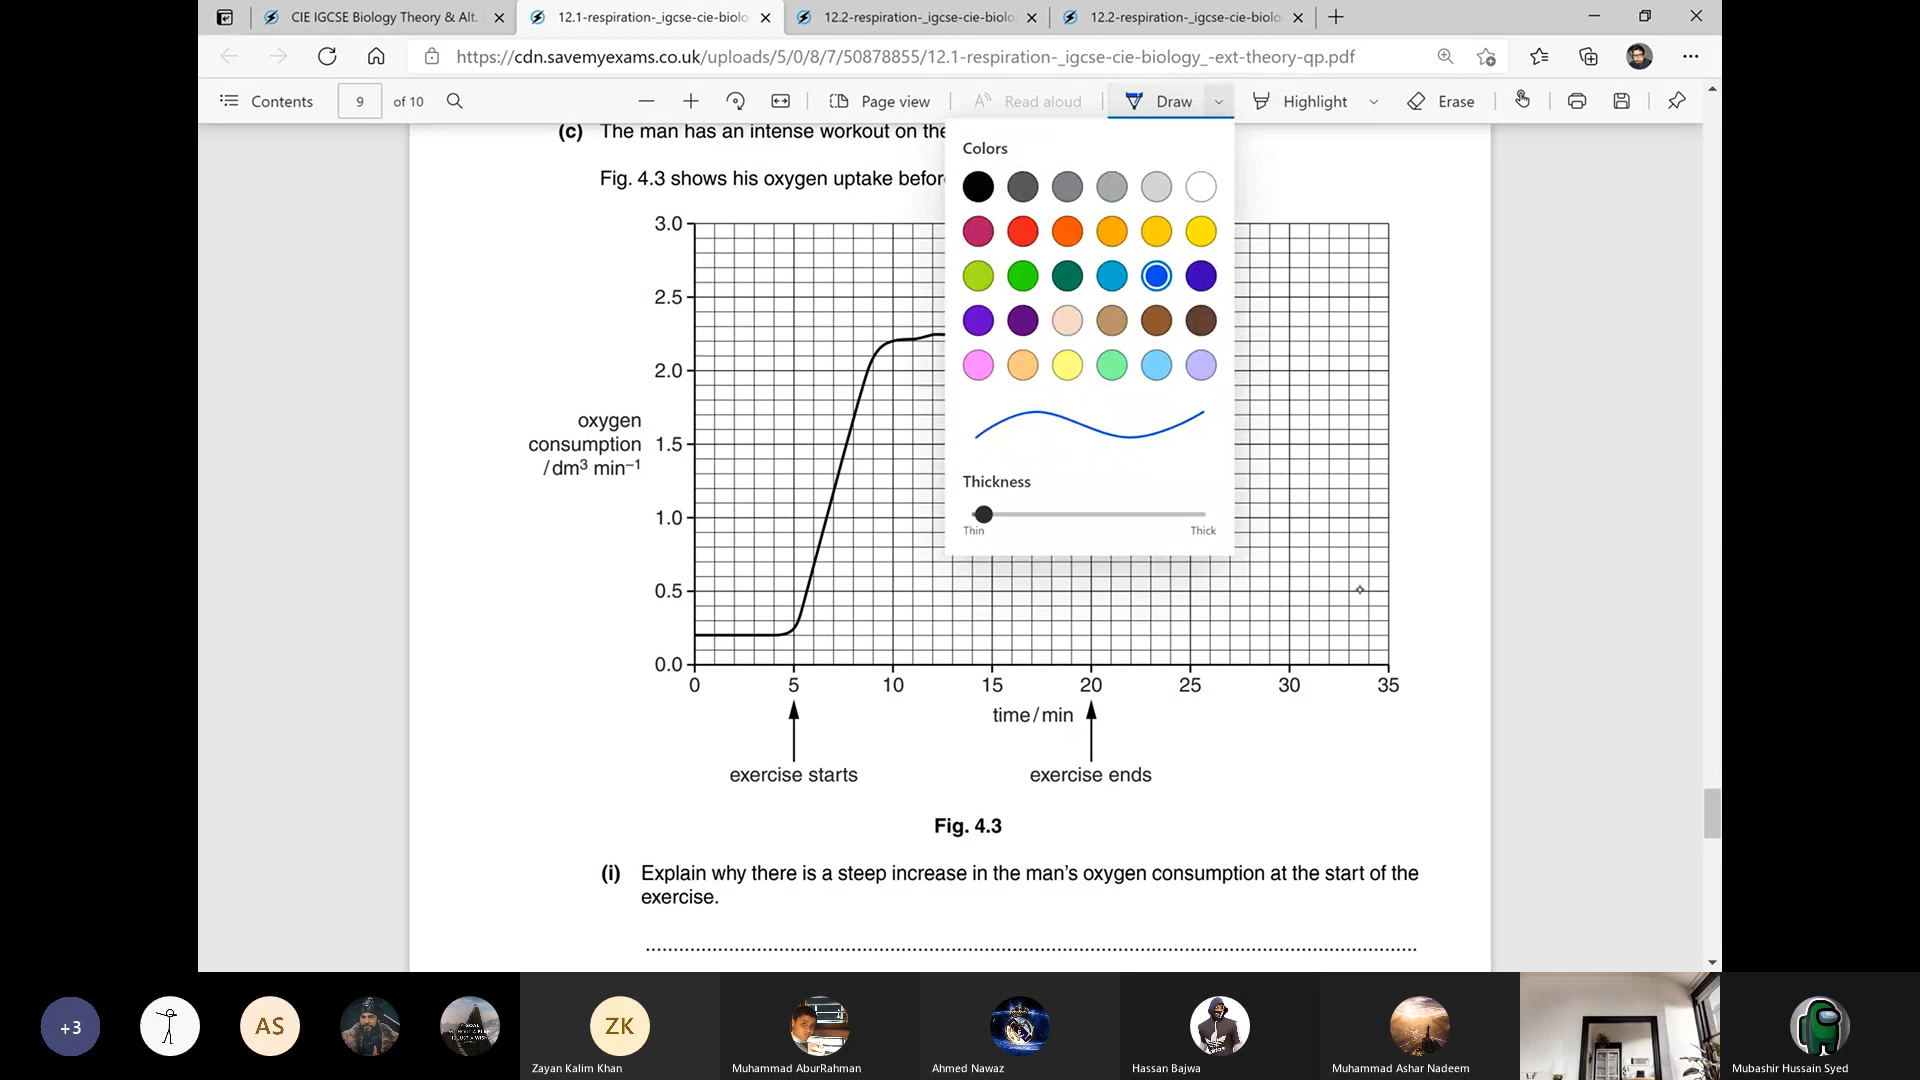 CIE IGCSE Biology Theory & Alt.
12.1-respiration-_igcse-cie-biolo
12.2-respiration-_igcse-cie-biolo
12.2-respiration-_igcse-cie-biolo
https://cdn.savemyexams.co.uk/uploads/5/0/8/7/50878855/12.1-respiration-_igcse-cie-biology_-ext-theory-qp.pdf
Contents
9 of 10
Page view
Read aloud
Draw
Highlight
Erase
(c) The man has an intense workout on the
Fig. 4.3 shows his oxygen uptake befor
Colors
Thickness
Thin
Thick
3.0
2.5
2.0
1.5
1.0
0.5
0.0
oxygen
consumption
/dm³ min⁻¹
0 5 10 15 20 25 30 35
time/min
exercise starts
exercise ends
Fig. 4.3
(i) Explain why there is a steep increase in the man's oxygen consumption at the start of the
exercise.
+3
AS
A GOAL
WITHOUT A PLAN
IS JUST A WISH
ZK
Zayan Kalim Khan
Muhammad AburRahman
Ahmed Nawaz
Hassan Bajwa
Muhammad Ashar Nadeem
Mubashir Hussain Syed